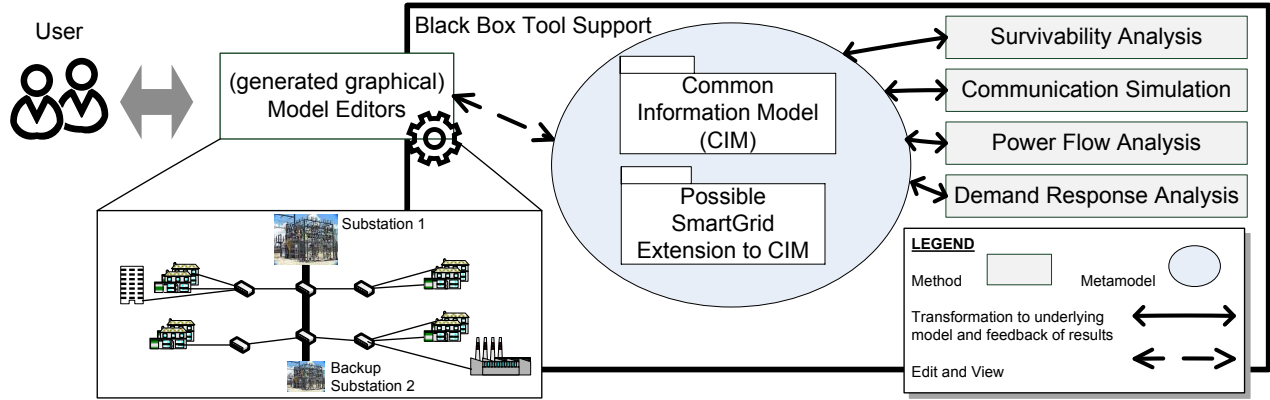 User
Black Box Tool Support
(generated graphical)
Model Editors
Common
Information Model
(CIM)
Possible
SmartGrid
Extension to CIM
Survivability Analysis
Communication Simulation
Power Flow Analysis
Demand Response Analysis
Substation 1
Backup
Substation 2
LEGEND
Method
Metamodel
Transformation to underlying
model and feedback of results
Edit and View